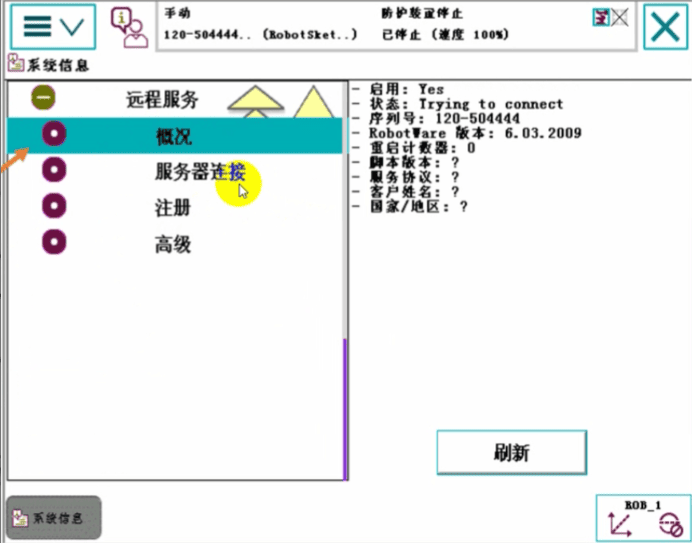 手动
防护装置停止
120-504444.. (RobotSket..)
已停止 (速度 100%)
系统信息
远程服务
概况
服务器连接
注册
高级
- 启用: Yes
- 状态: Trying to connect
- 序列号: 120-504444
- RobotWare 版本: 6.03.2009
- 重启计数器: 0
- 脚本版本: ?
- 服务协议: ?
- 客户姓名: ?
- 国家/地区: ?
刷新
系统信息
ROB_1